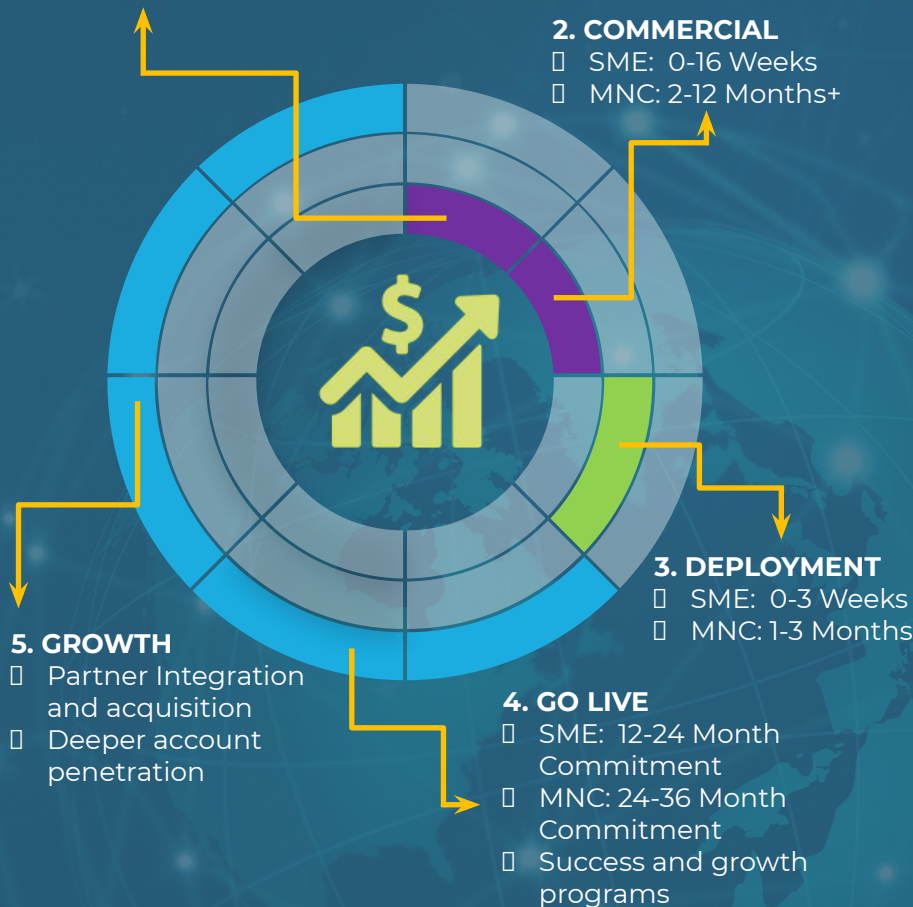 2. COMMERCIAL
SME: 0-16 Weeks
MNC: 2-12 Months+
3. DEPLOYMENT
SME: 0-3 Weeks
MNC: 1-3 Months
5. GROWTH
Partner Integration
and acquisition
Deeper account
penetration
4. GO LIVE
SME: 12-24 Month
Commitment
MNC: 24-36 Month
Commitment
Success and growth
programs
$